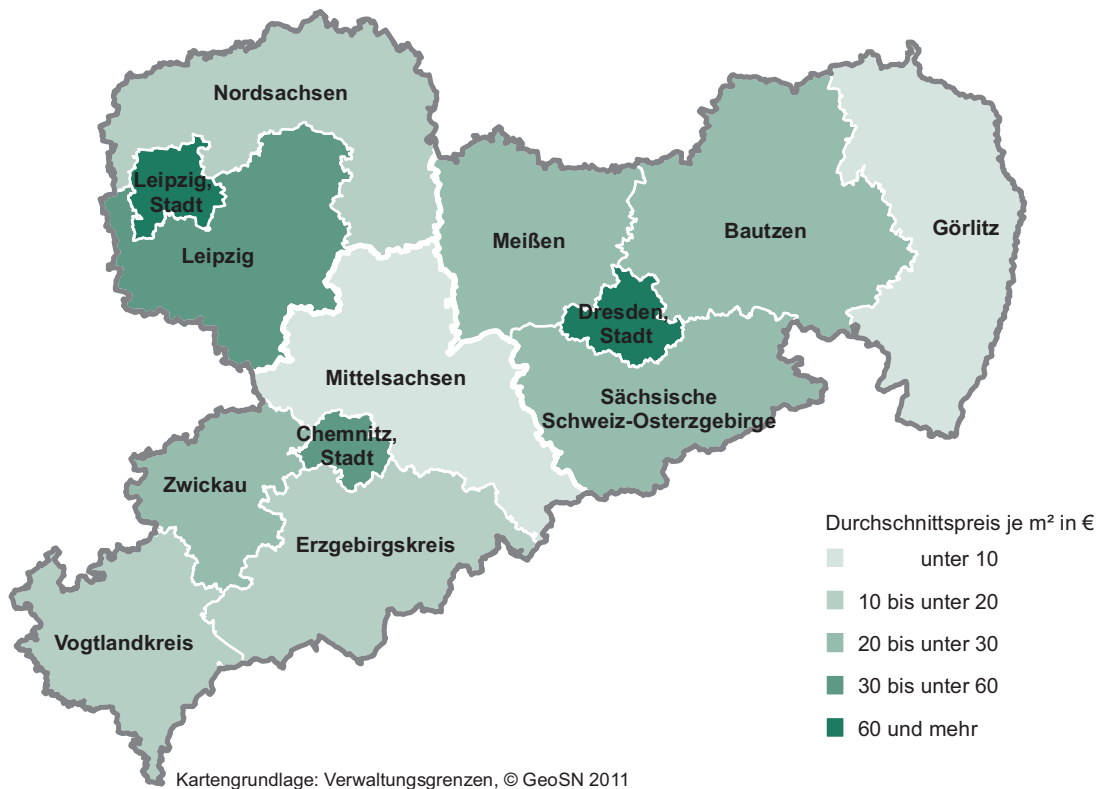 Nordsachsen
Leipzig,
Stadt
Leipzig
Meißen
Bautzen
Görlitz
Dresden,
Stadt
Mittelsachsen
Sächsische
Schweiz-Osterzgebirge
Chemnitz,
Stadt
Zwickau
Erzgebirgskreis
Vogtlandkreis
Durchschnittspreis je m² in €
unter 10
10 bis unter 20
20 bis unter 30
30 bis unter 60
60 und mehr
Kartengrundlage: Verwaltungsgrenzen, © GeoSN 2011